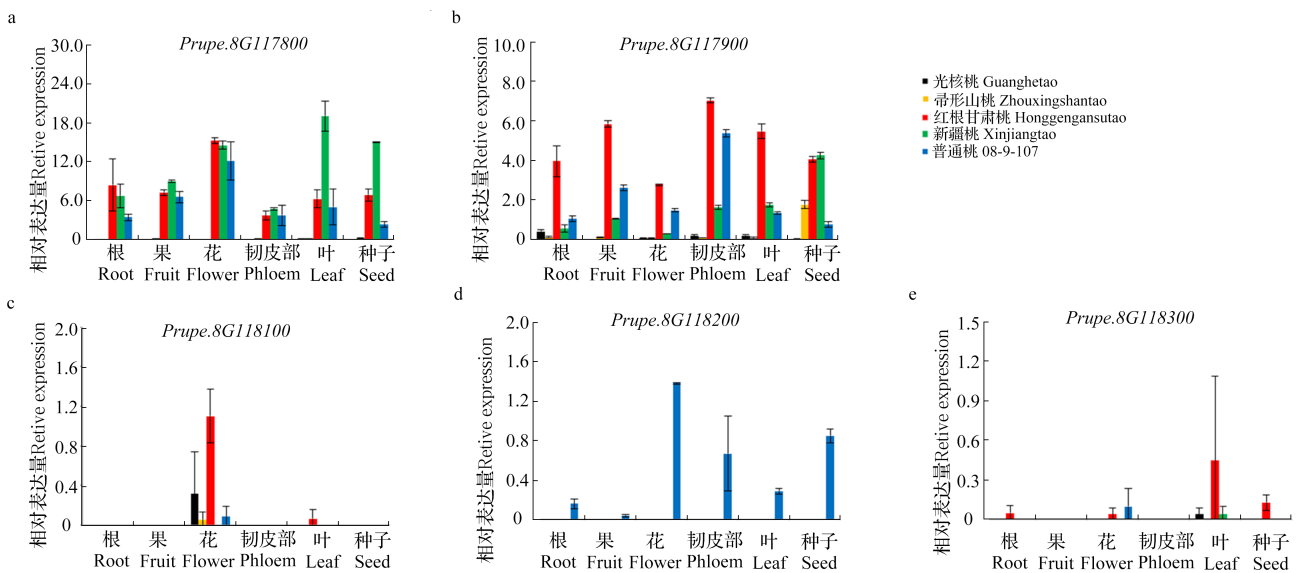 a
Prupe.8G117800
相对表达量Retive expression
30.0
24.0
18.0
12.0
6.0
0
根 果 花 韧皮部 叶 种子
Root Fruit Flower Phloem Leaf Seed
b
Prupe.8G117900
相对表达量Retive expression
10.0
8.0
6.0
4.0
2.0
0
根 果 花 韧皮部 叶 种子
Root Fruit Flower Phloem Leaf Seed
光核桃 Guanghetao
帚形山桃 Zhouxingshantao
红根甘肃桃 Honggengansutao
新疆桃 Xinjiangtao
普通桃 08-9-107
c
Prupe.8G118100
相对表达量Retive expression
2.0
1.6
1.2
0.8
0.4
0
根 果 花 韧皮部 叶 种子
Root Fruit Flower Phloem Leaf Seed
d
Prupe.8G118200
相对表达量Retive expression
2.0
1.6
1.2
0.8
0.4
0
根 果 花 韧皮部 叶 种子
Root Fruit Flower Phloem Leaf Seed
e
Prupe.8G118300
相对表达量Retive expression
1.5
1.2
0.9
0.6
0.3
0
根 果 花 韧皮部 叶 种子
Root Fruit Flower Phloem Leaf Seed